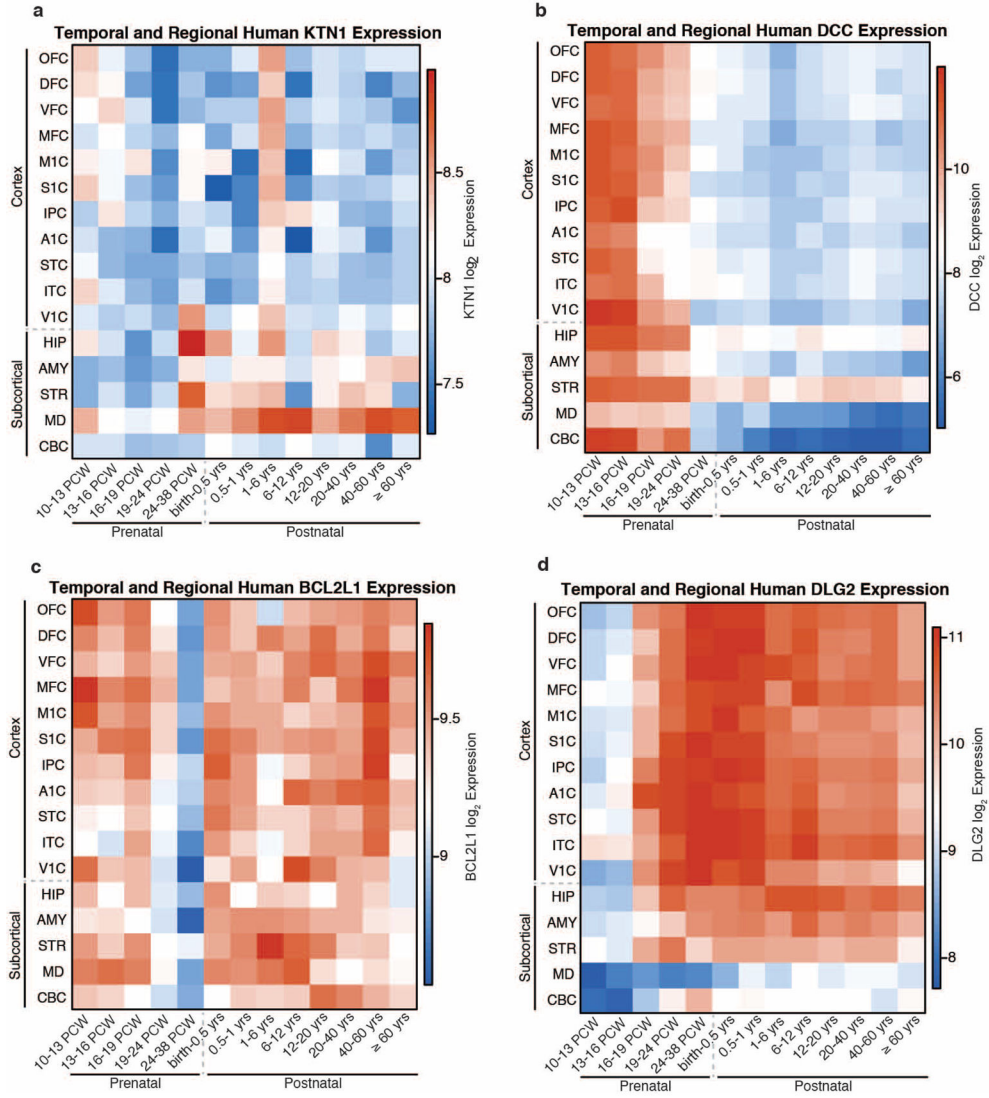 a
Temporal and Regional Human KTN1 Expression
Cortex
OFC
DFC
VFC
MFC
M1C
S1C
IPC
A1C
STC
ITC
V1C
Subcortical
HIP
AMY
STR
MD
CBC
8.5
8
7.5
KTN1 log2 Expression
10-13 PCW
13-16 PCW
16-19 PCW
19-24 PCW
24-38 PCW
birth-0.5 yrs
0.5-1 yrs
1-6 yrs
6-12 yrs
12-20 yrs
20-40 yrs
40-60 yrs
≥ 60 yrs
Prenatal
Postnatal
b
Temporal and Regional Human DCC Expression
Cortex
OFC
DFC
VFC
MFC
M1C
S1C
IPC
A1C
STC
ITC
V1C
Subcortical
HIP
AMY
STR
MD
CBC
10
8
6
DCC log2 Expression
10-13 PCW
13-16 PCW
16-19 PCW
19-24 PCW
24-38 PCW
birth-0.5 yrs
0.5-1 yrs
1-6 yrs
6-12 yrs
12-20 yrs
20-40 yrs
40-60 yrs
≥ 60 yrs
Prenatal
Postnatal
c
Temporal and Regional Human BCL2L1 Expression
Cortex
OFC
DFC
VFC
MFC
M1C
S1C
IPC
A1C
STC
ITC
V1C
Subcortical
HIP
AMY
STR
MD
CBC
9.5
9
BCL2L1 log2 Expression
10-13 PCW
13-16 PCW
16-19 PCW
19-24 PCW
24-38 PCW
birth-0.5 yrs
0.5-1 yrs
1-6 yrs
6-12 yrs
12-20 yrs
20-40 yrs
40-60 yrs
≥ 60 yrs
Prenatal
Postnatal
d
Temporal and Regional Human DLG2 Expression
Cortex
OFC
DFC
VFC
MFC
M1C
S1C
IPC
A1C
STC
ITC
V1C
Subcortical
HIP
AMY
STR
MD
CBC
11
10
9
8
DLG2 log2 Expression
10-13 PCW
13-16 PCW
16-19 PCW
19-24 PCW
24-38 PCW
birth-0.5 yrs
0.5-1 yrs
1-6 yrs
6-12 yrs
12-20 yrs
20-40 yrs
40-60 yrs
≥ 60 yrs
Prenatal
Postnatal